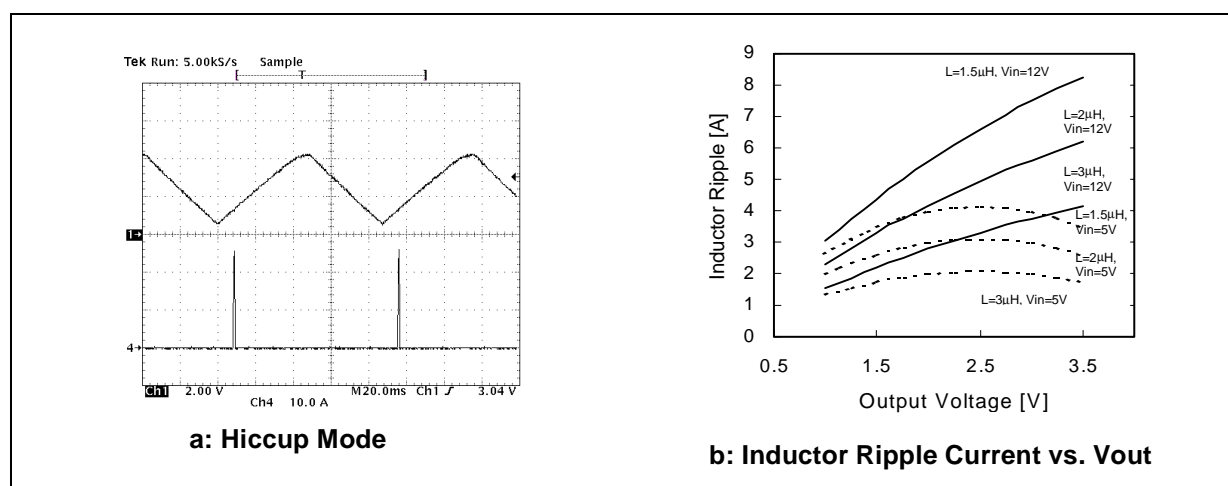 Tek Run: 5.00kS/s Sample
[ T ]
1→
4→
Ch1 2.00 V M20.0ms Ch1 ∫ 3.04 V
Ch4 10.0 A
a: Hiccup Mode
9
8
7
6
5
4
3
2
1
0
Inductor Ripple [A]
L=1.5μH, Vin=12V
L=2μH,
Vin=12V
L=3μH,
Vin=12V
L=1.5μH,
Vin=5V
L=2μH,
Vin=5V
L=3μH, Vin=5V
0.5 1.5 2.5 3.5
Output Voltage [V]
b: Inductor Ripple Current vs. Vout